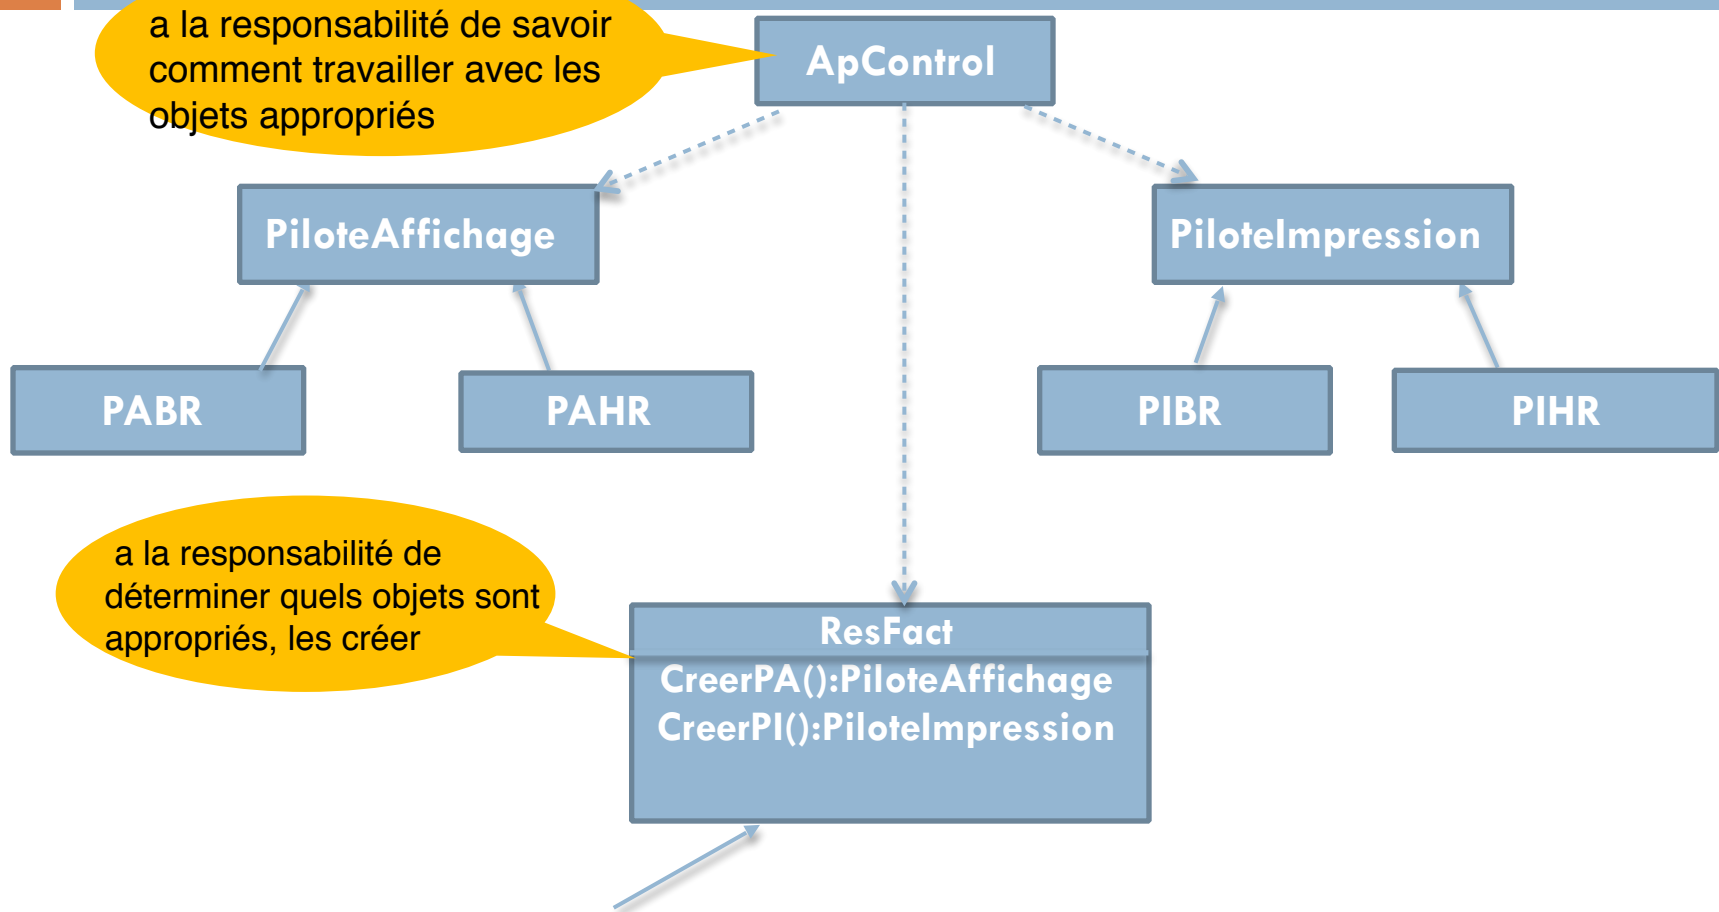 a la responsabilité de savoir
comment travailler avec les
objets appropriés
ApControl
PiloteAffichage
PiloteImpression
PABR
PAHR
PIBR
PIHR
a la responsabilité de
déterminer quels objets sont
appropriés, les créer
ResFact
CreerPA():PiloteAffichage
CreerPI():PiloteImpression